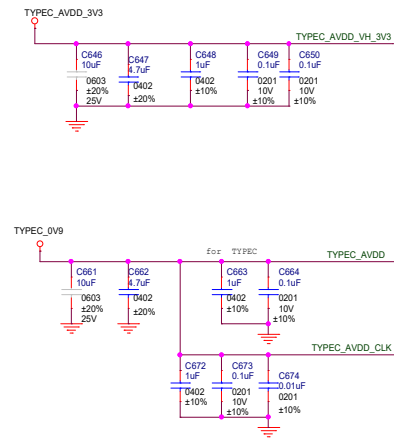 TYPEC_AVDD_3V3
TYPEC_AVDD_VH_3V3
C646
10uF
0603
±20%
25V
C647
4.7uF
0402
±20%
C648
1uF
0402
±10%
C649
0.1uF
0201
10V
±10%
C650
0.1uF
0201
10V
±10%
TYPEC_0V9
for TYPEC
TYPEC_AVDD
C661
10uF
0603
±20%
25V
C662
4.7uF
0402
±20%
C663
1uF
0402
±10%
C664
0.1uF
0201
10V
±10%
TYPEC_AVDD_CLK
C672
1uF
0402
±10%
C673
0.1uF
0201
10V
±10%
C674
0.01uF
0201
±10%